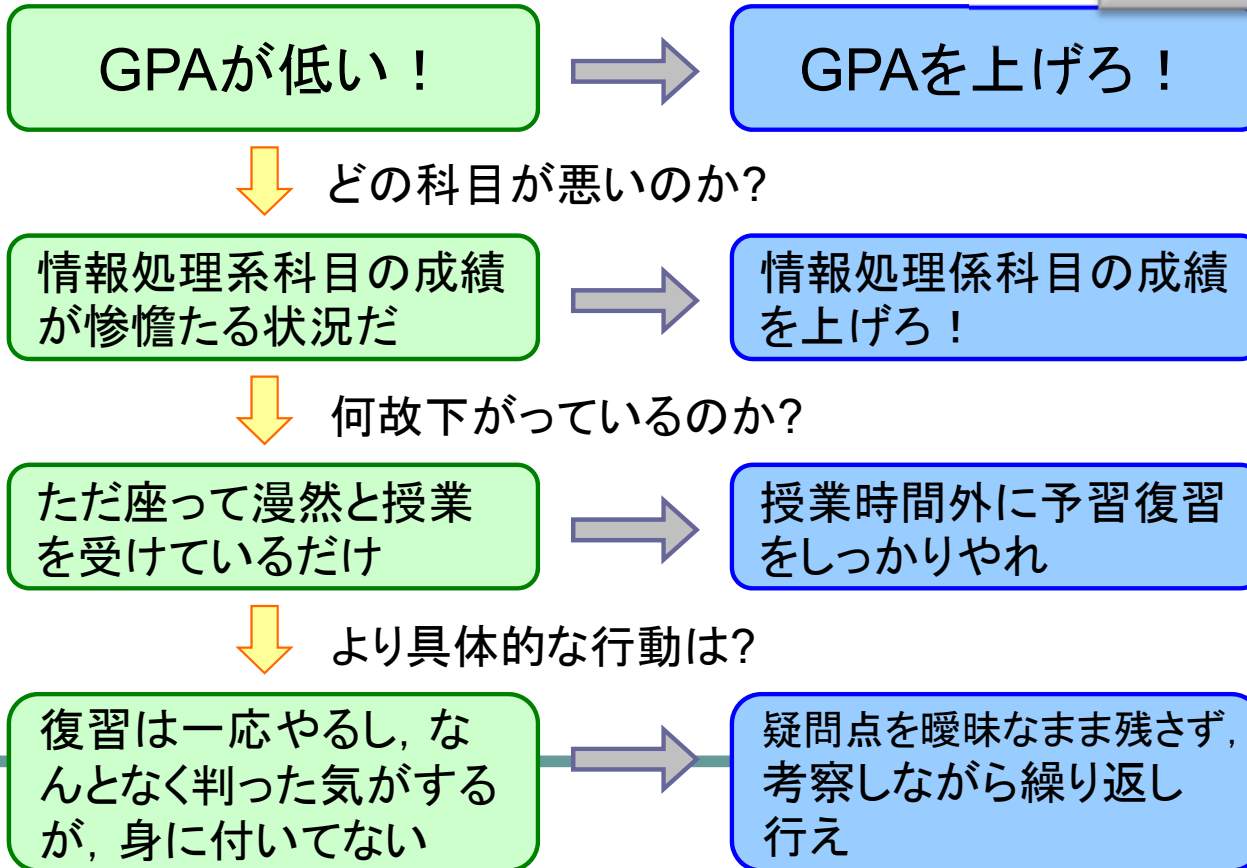 GPAが低い！
GPAを上げろ！
どの科目が悪いのか?
情報処理系科目の成績
が惨憺たる状況だ
情報処理係科目の成績
を上げろ！
何故下がっているのか?
ただ座って漫然と授業
を受けているだけ
授業時間外に予習復習
をしっかりやれ
より具体的な行動は?
復習は一応やるし, な
んとなく判った気がする
が, 身に付いてない
疑問点を曖昧なまま残さず,
考察しながら繰り返し
行え